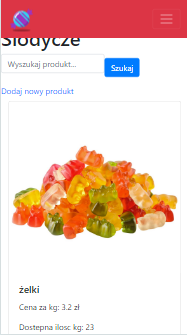 Słodycze
Wyszukaj produkt...
Szukaj
Dodaj nowy produkt
żelki
Cena za kg: 3.2 zł
Dostepna ilosc kg: 23